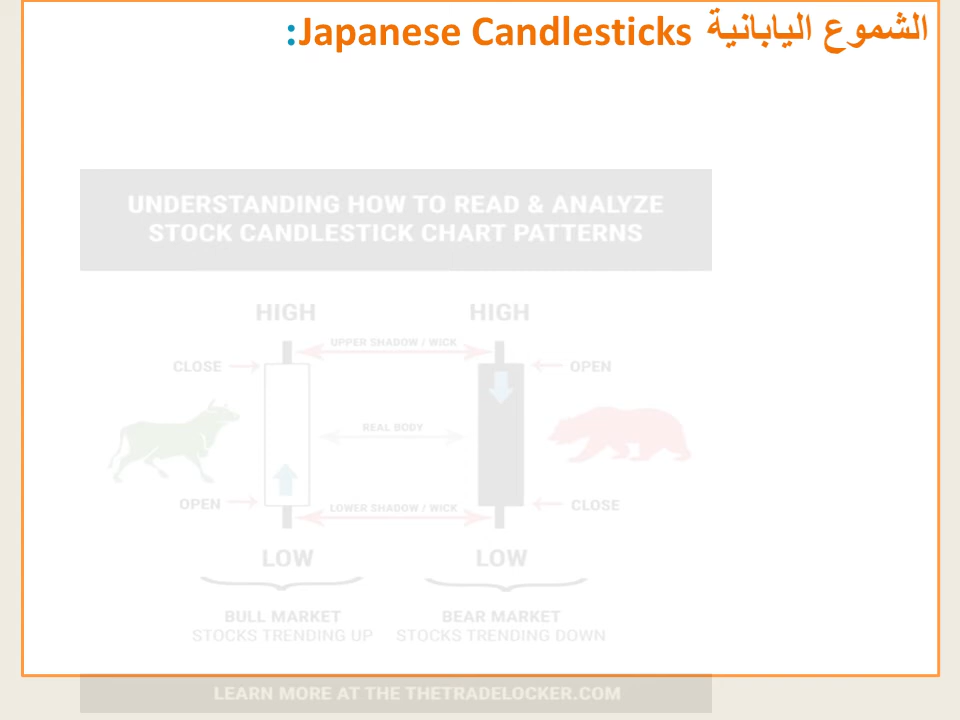 الشموع اليابانية Japanese Candlesticks:
UNDERSTANDING HOW TO READ & ANALYZE
STOCK CANDLESTICK CHART PATTERNS
HIGH HIGH
UPPER SHADOW / WICK
CLOSE OPEN
REAL BODY
OPEN LOWER SHADOW / WICK CLOSE
LOW LOW
BULL MARKET BEAR MARKET
STOCKS TRENDING UP STOCKS TRENDING DOWN
LEARN MORE AT THE THETRADELOCKER.COM